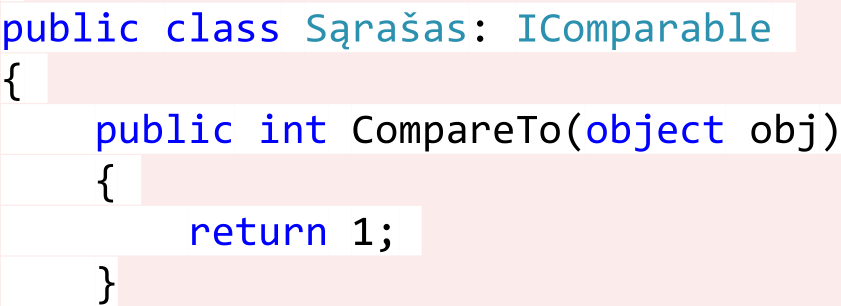 public class Sąrašas: IComparable
{
    public int CompareTo(object obj)
    {
        return 1;
    }